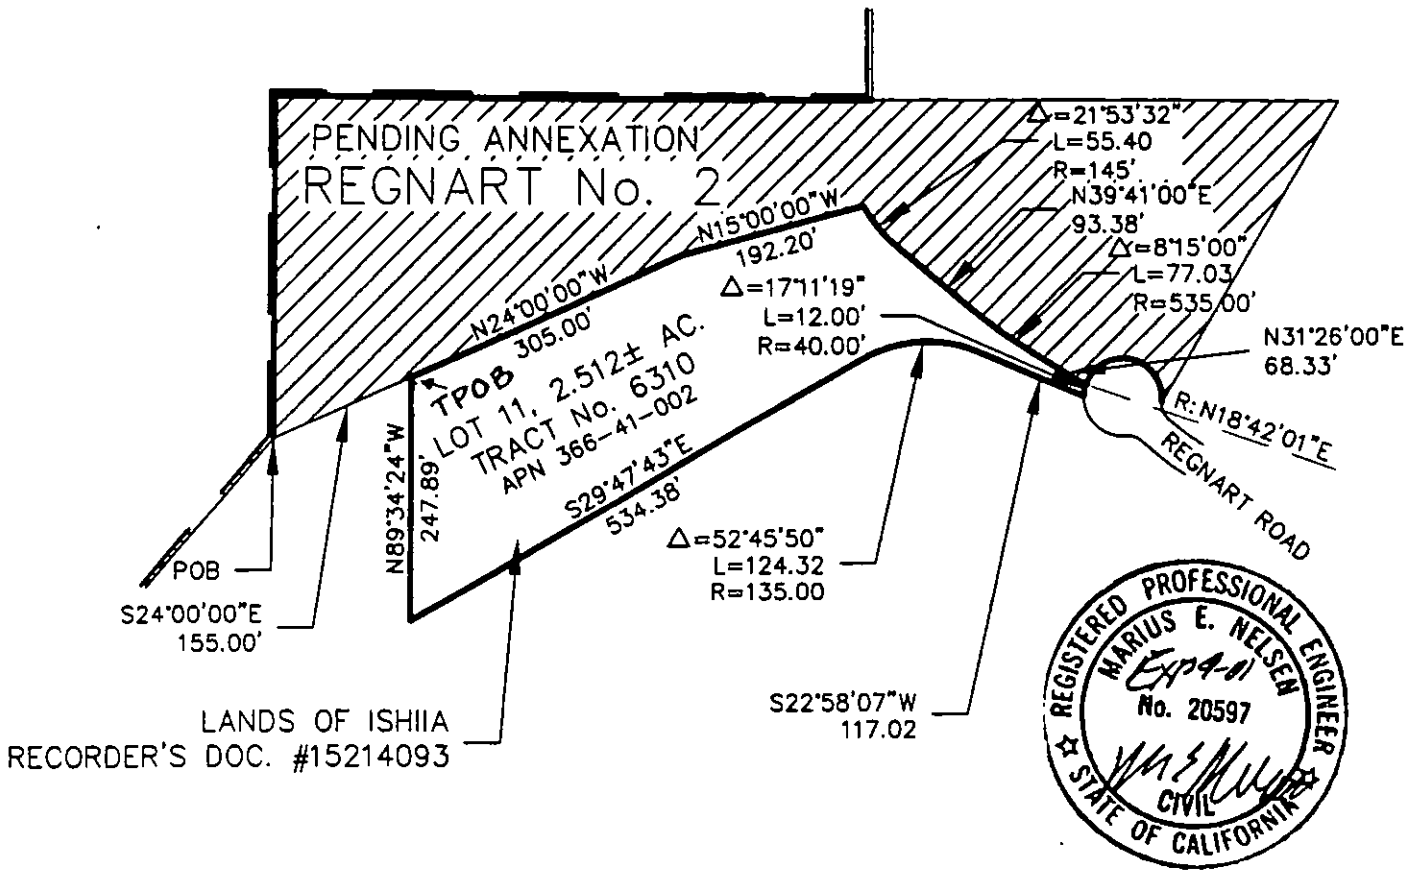 PENDING ANNEXATION
REGNART No. 2
Δ=21°53'32"
L=55.40
R=145'
N39°41'00"E
93.38'
Δ=8°15'00"
L=77.03
R=535.00'
N15°00'00"W
192.20'
Δ=17°11'19"
L=12.00'
R=40.00'
N31°26'00"E
68.33'
N24°00'00"W
305.00'
TPOB
LOT 11, 2.512± AC.
TRACT No. 6310
APN 366-41-002
R: N18°42'01"E
REGNART ROAD
N89°34'24"W
247.89'
S29°47'43"E
534.38'
POB
S24°00'00"E
155.00'
Δ=52°45'50"
L=124.32
R=135.00
S22°58'07"W
117.02
LANDS OF ISHIIA
RECORDER'S DOC. #15214093
REGISTERED PROFESSIONAL ENGINEER
MARIUS E. NELSEN
No. 20597
CIVIL
STATE OF CALIFORNIA